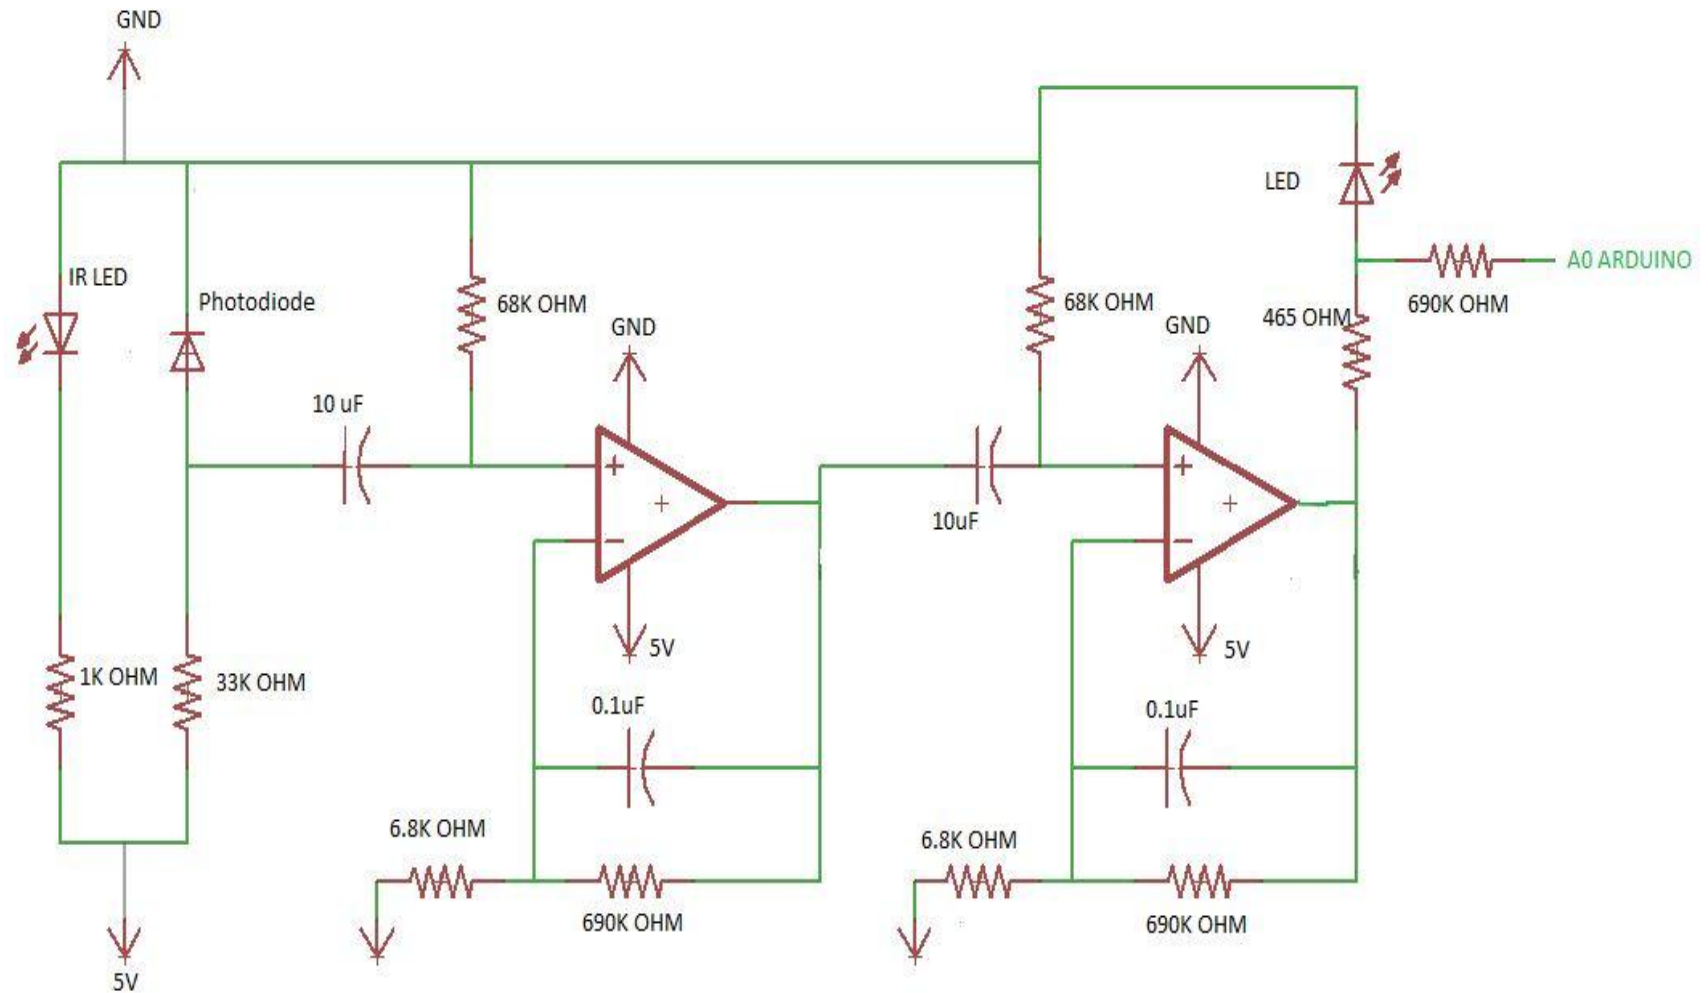 GND
LED
IR LED
A0 ARDUINO
Photodiode
68K OHM
68K OHM
690K OHM
465 OHM
GND
GND
10 uF
10uF
5V
5V
1K OHM
33K OHM
0.1uF
0.1uF
6.8K OHM
6.8K OHM
690K OHM
690K OHM
5V